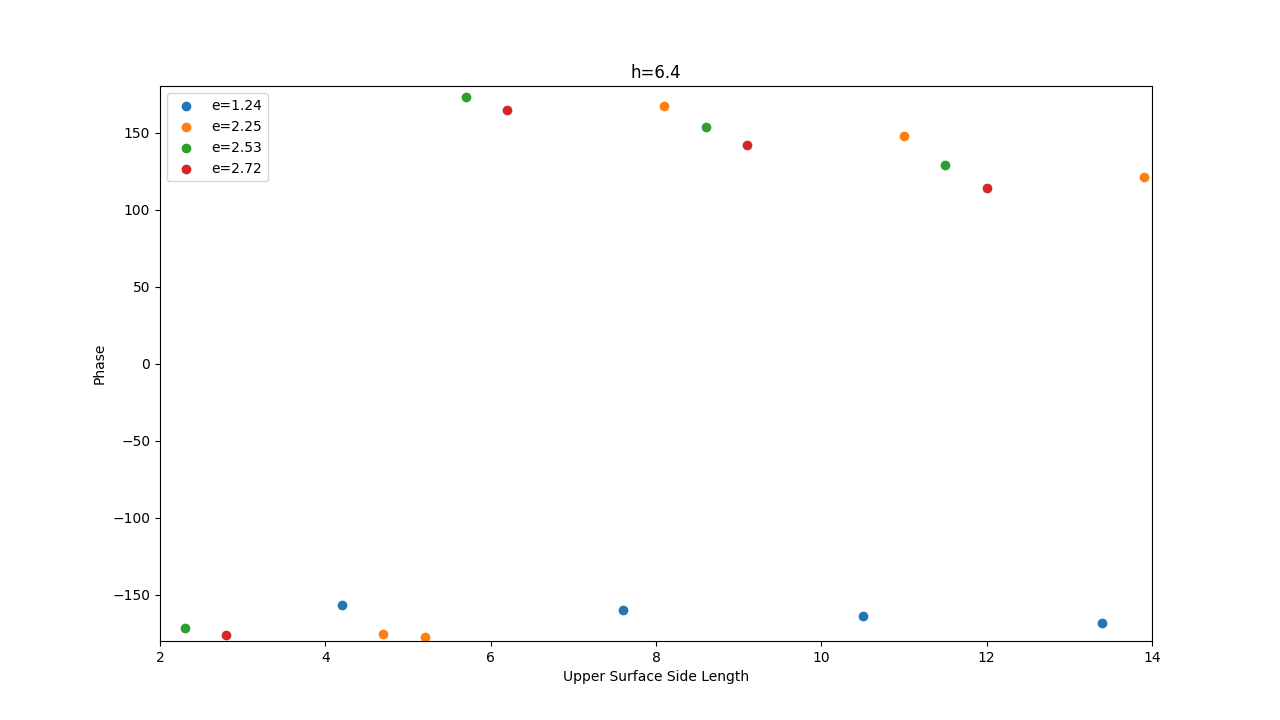 h=6.4
e=1.24
e=2.25
e=2.53
e=2.72
150
100
50
0
−50
−100
−150
Phase
2 4 6 8 10 12 14
Upper Surface Side Length